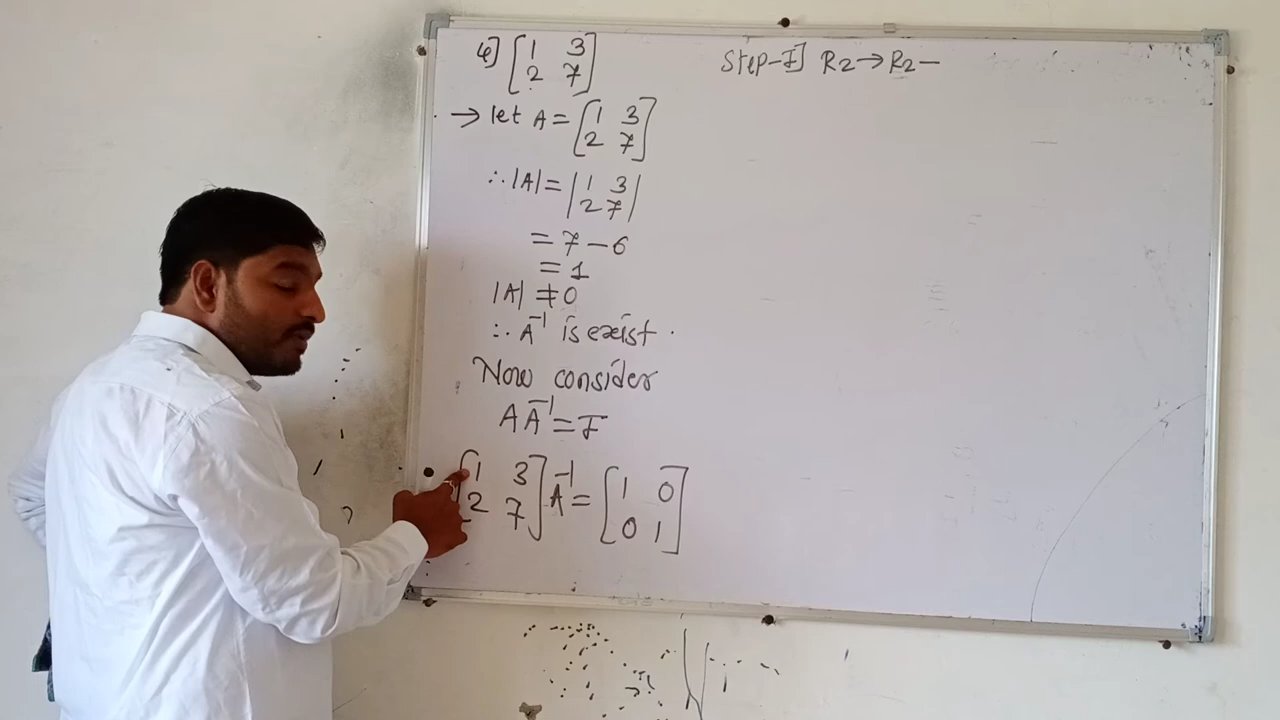 4] [1 3
2 7]
→ let A = [1 3
2 7]
∴ |A| = |1 3
2 7|
= 7 - 6
= 1
|A| ≠ 0
∴ A⁻¹ is exist.
Now consider
A A⁻¹ = I
[1 3
2 7] A⁻¹ = [1 0
0 1]
Step-I] R2 → R2 -